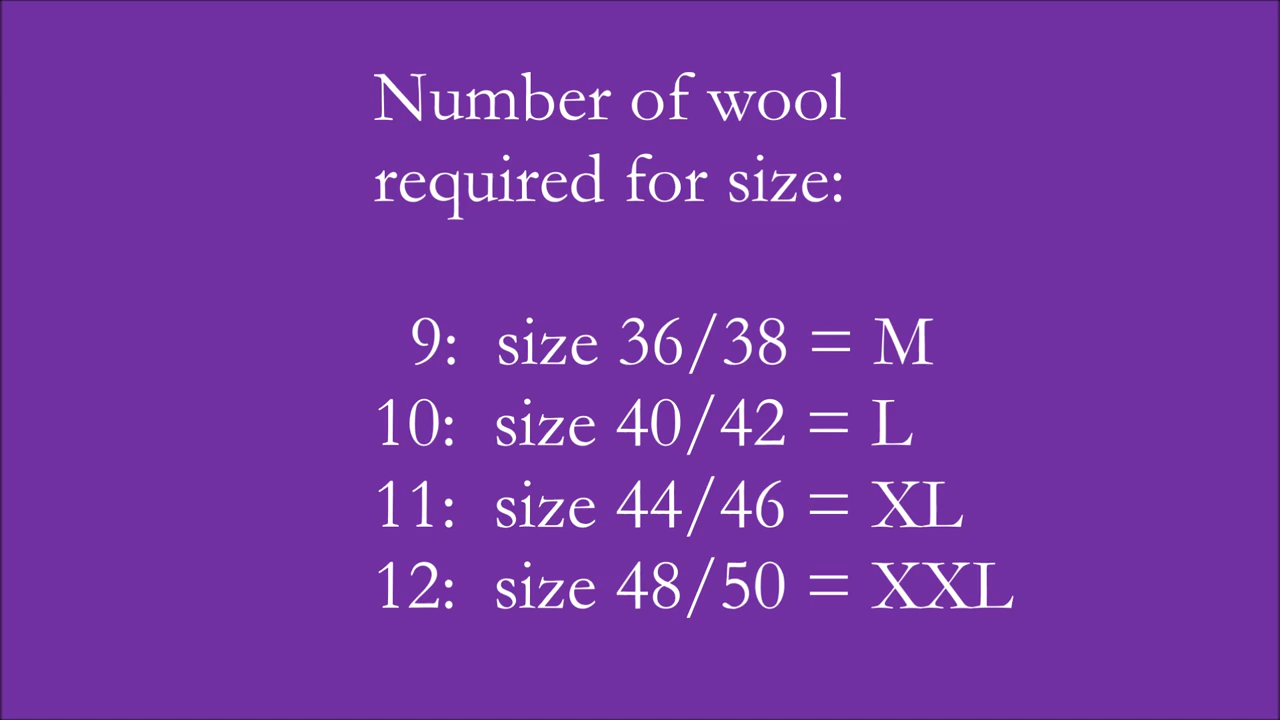 Number of wool
required for size:
9: size 36/38 = M
10: size 40/42 = L
11: size 44/46 = XL
12: size 48/50 = XXL